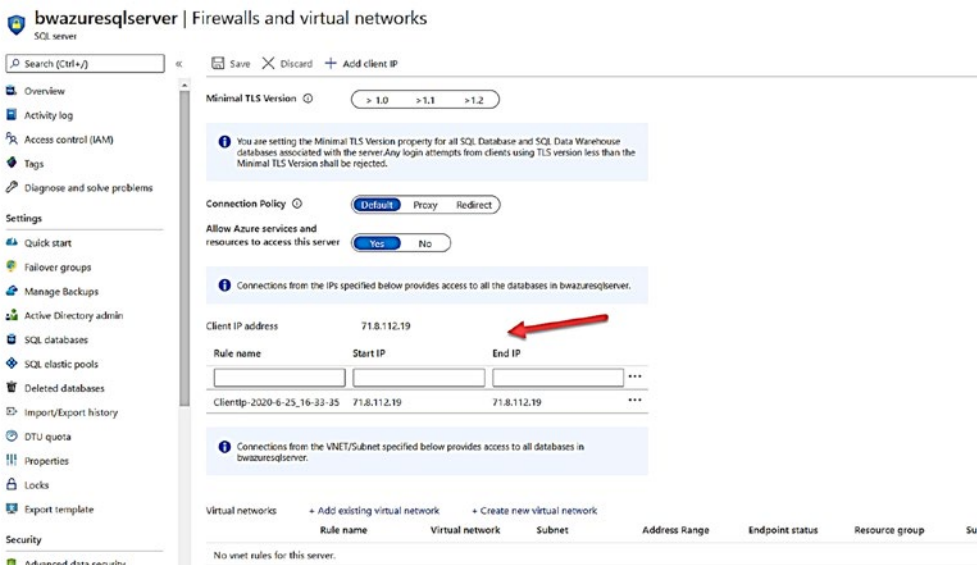 bwazuresqlserver | Firewalls and virtual networks
SQL server
Search (Ctrl+/)
«
Save
Discard
+ Add client IP
Overview
Activity log
Access control (IAM)
Tags
Diagnose and solve problems
Settings
Quick start
Failover groups
Manage Backups
Active Directory admin
SQL databases
SQL elastic pools
Deleted databases
Import/Export history
DTU quota
Properties
Locks
Export template
Security
Advanced data security
Minimal TLS Version
> 1.0 >1.1 >1.2
You are setting the Minimal TLS Version property for all SQL Database and SQL Data Warehouse
databases associated with the server.Any login attempts from clients using TLS version less than the
Minimal TLS Version shall be rejected.
Connection Policy
Default Proxy Redirect
Allow Azure services and
resources to access this server
Yes No
Connections from the IPs specified below provides access to all the databases in bwazuresqlserver.
Client IP address 71.8.112.19
Rule name Start IP End IP
...
ClientIp-2020-6-25_16-33-35 71.8.112.19 71.8.112.19 ...
Connections from the VNET/Subnet specified below provides access to all databases in
bwazuresqlserver.
Virtual networks + Add existing virtual network + Create new virtual network
Rule name Virtual network Subnet Address Range Endpoint status Resource group Su
No vnet rules for this server.